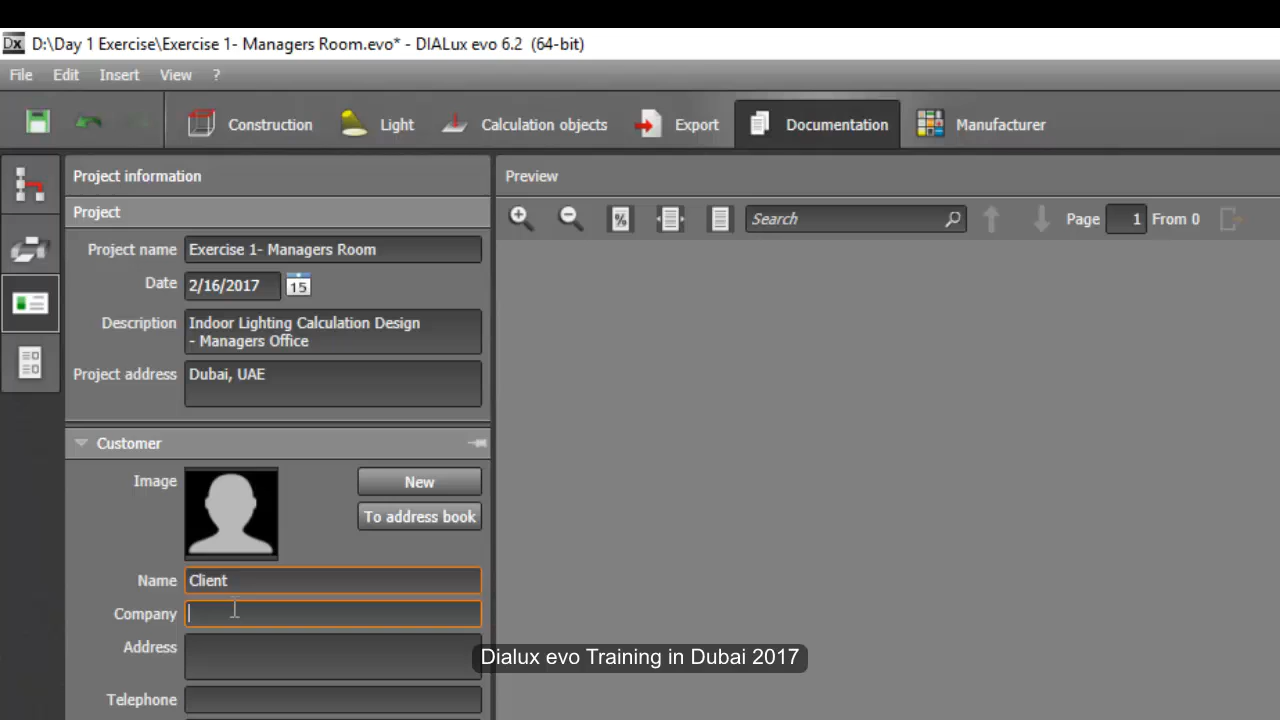 Dx D:\Day 1 Exercise\Exercise 1- Managers Room.evo* - DIALux evo 6.2 (64-bit)
File Edit Insert View ?
Construction Light Calculation objects Export Documentation Manufacturer
Project information
Preview
Project
% Search Page 1 From 0
Project name Exercise 1- Managers Room
Date 2/16/2017 15
Description Indoor Lighting Calculation Design
- Managers Office
Project address Dubai, UAE
Customer
Image New
To address book
Name Client
Company
Address
Dialux evo Training in Dubai 2017
Telephone